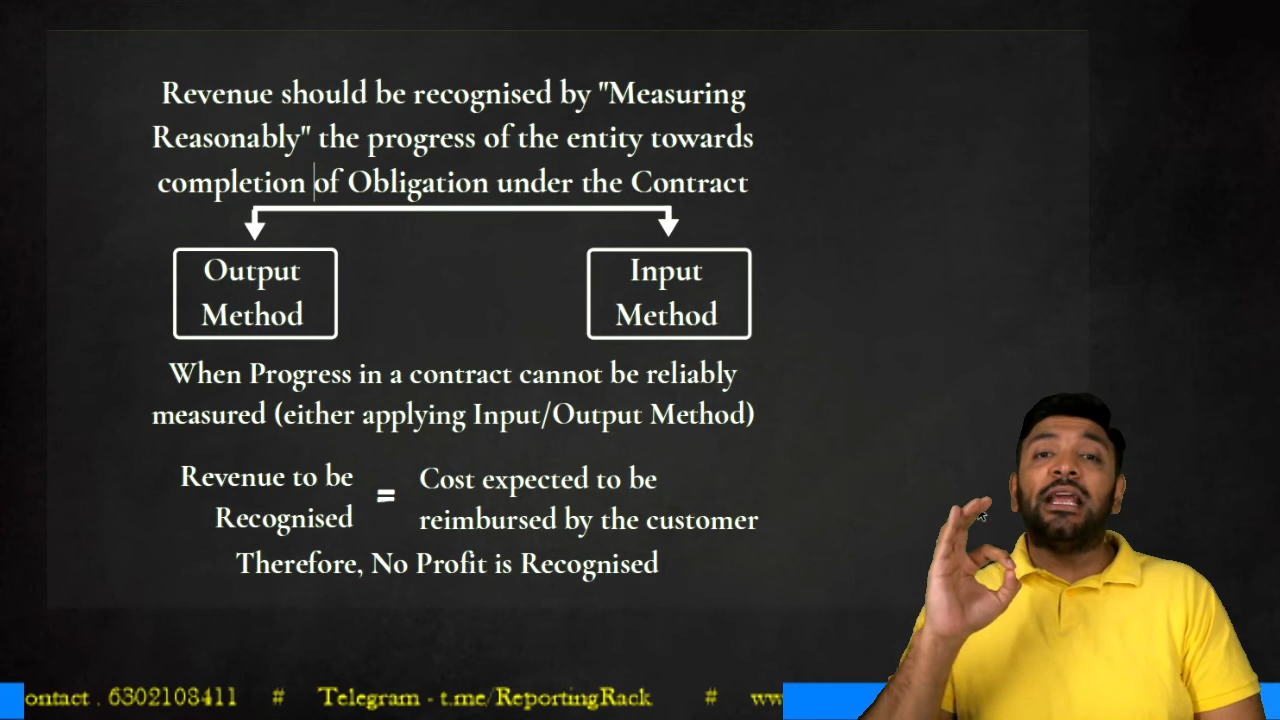 Revenue should be recognised by "Measuring
Reasonably" the progress of the entity towards
completion of Obligation under the Contract
Output
Method
Input
Method
When Progress in a contract cannot be reliably
measured (either applying Input/Output Method)
Revenue to be
Recognised
=
Cost expected to be
reimbursed by the customer
Therefore, No Profit is Recognised
ontact . 6302108411 # Telegram - t.me/ReportingRack # ww